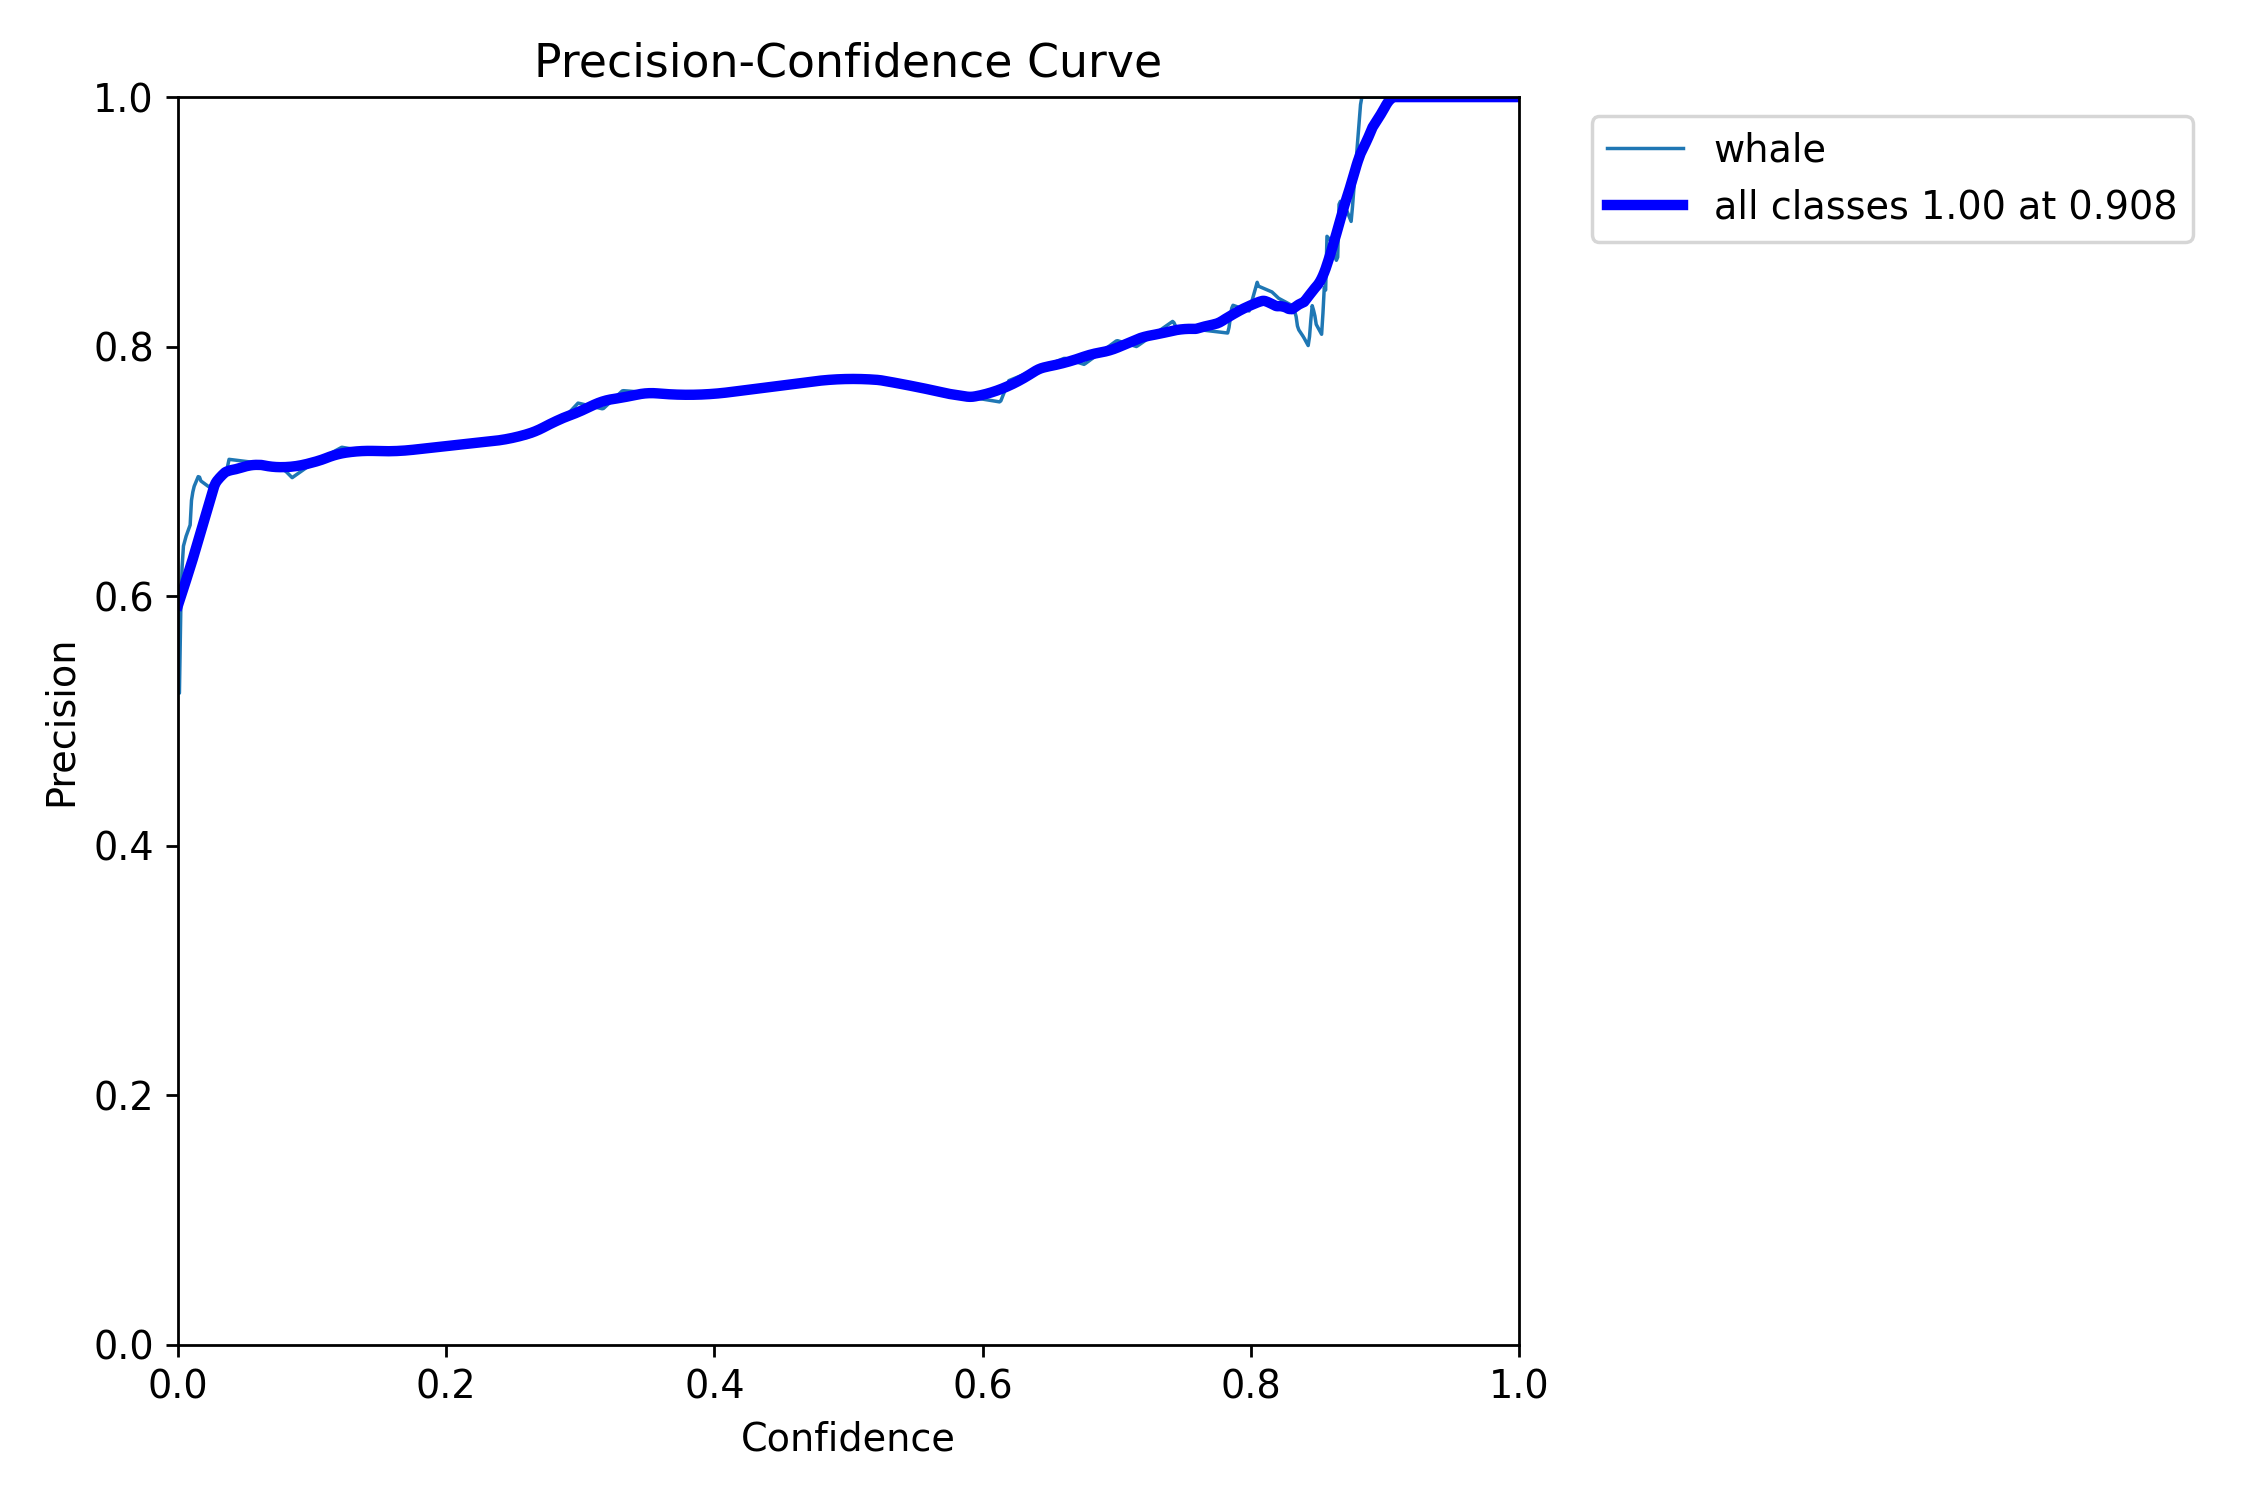 Precision-Confidence Curve
1.0
0.8
0.6
0.4
0.2
0.0
Precision
0.0 0.2 0.4 0.6 0.8 1.0
Confidence
whale
all classes 1.00 at 0.908